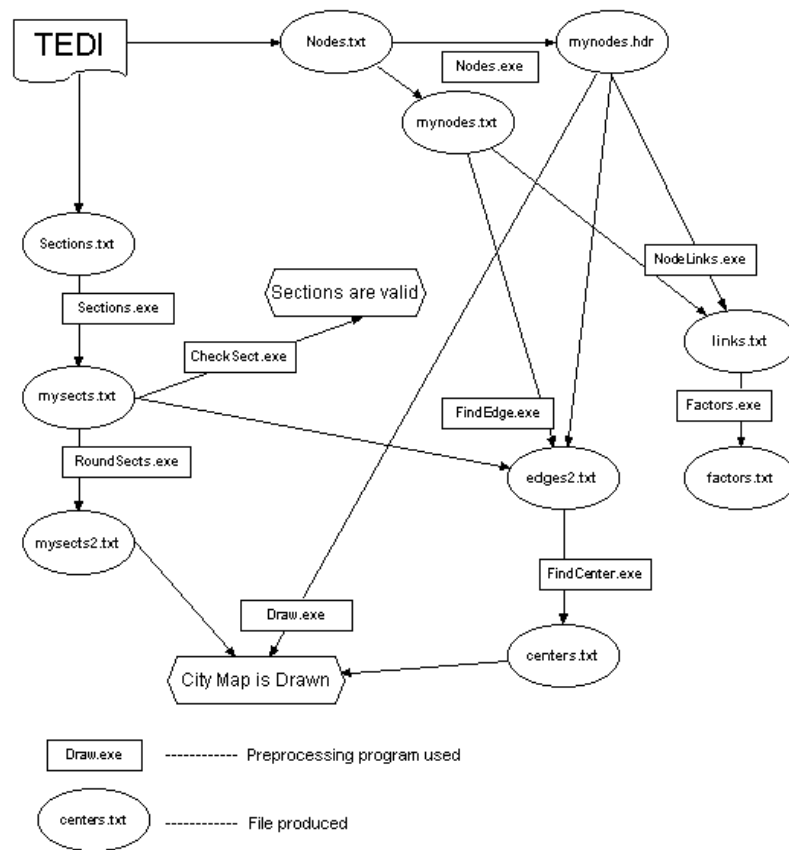 TEDI
Nodes.txt
mynodes.hdr
Nodes.exe
mynodes.txt
Sections.txt
NodeLinks.exe
Sections are valid
Sections.exe
links.txt
CheckSect.exe
mysects.txt
Factors.exe
FindEdge.exe
RoundSects.exe
edges2.txt
factors.txt
mysects2.txt
FindCenter.exe
Draw.exe
centers.txt
City Map is Drawn
Draw.exe ---------- Preprocessing program used
centers.txt ---------- File produced